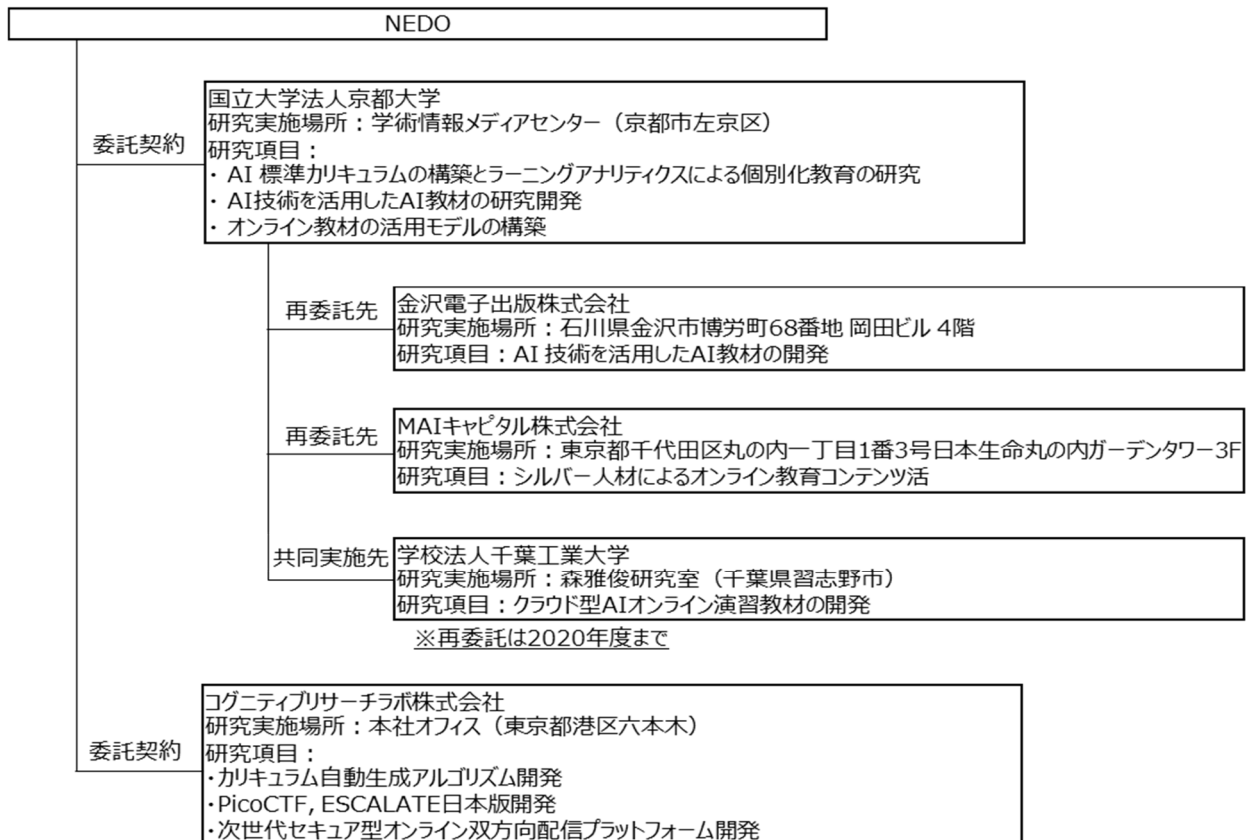 NEDO
委託契約
国立大学法人京都大学
研究実施場所：学術情報メディアセンター（京都市左京区）
研究項目：
・ AI 標準カリキュラムの構築とラーニングアナリティクスによる個別化教育の研究
・ AI技術を活用したAI教材の研究開発
・ オンライン教材の活用モデルの構築
再委託先
金沢電子出版株式会社
研究実施場所：石川県金沢市博労町68番地 岡田ビル 4階
研究項目：AI 技術を活用したAI教材の開発
再委託先
MAIキャピタル株式会社
研究実施場所：東京都千代田区丸の内一丁目1番3号日本生命丸の内ガーデンタワー3F
研究項目：シルバー人材によるオンライン教育コンテンツ活
共同実施先
学校法人千葉工業大学
研究実施場所：森雅俊研究室（千葉県習志野市）
研究項目：クラウド型AIオンライン演習教材の開発
※再委託は2020年度まで
委託契約
コグニティブリサーチラボ株式会社
研究実施場所：本社オフィス（東京都港区六本木）
研究項目：
・カリキュラム自動生成アルゴリズム開発
・PicoCTF, ESCALATE日本版開発
・次世代セキュア型オンライン双方向配信プラットフォーム開発